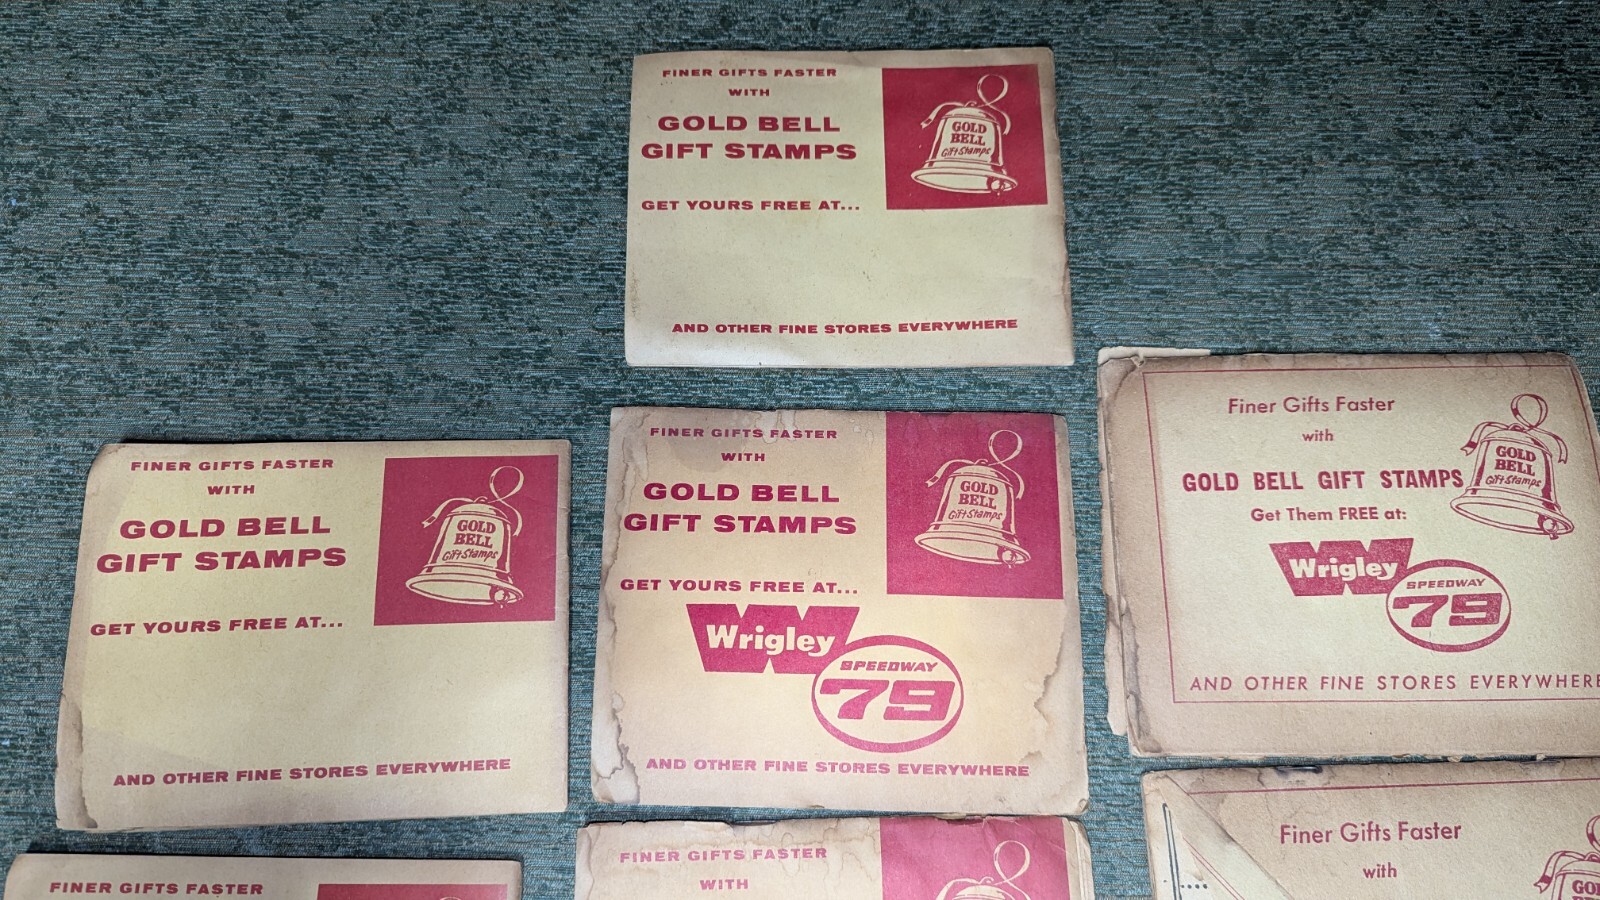 FINER GIFTS FASTER
WITH
GOLD BELL
GIFT STAMPS
GET YOURS FREE AT...
AND OTHER FINE STORES EVERYWHERE
GOLD
BELL
Gift Stamps
FINER GIFTS FASTER
WITH
GOLD BELL
GIFT STAMPS
GET YOURS FREE AT...
AND OTHER FINE STORES EVERYWHERE
GOLD
BELL
Gift Stamps
FINER GIFTS FASTER
WITH
GOLD BELL
GIFT STAMPS
GET YOURS FREE AT...
W
Wrigley
SPEEDWAY
79
AND OTHER FINE STORES EVERYWHERE
GOLD
BELL
Gift Stamps
Finer Gifts Faster
with
GOLD BELL GIFT STAMPS
Get Them FREE at:
W
Wrigley
SPEEDWAY
79
AND OTHER FINE STORES EVERYWHERE
GOLD
BELL
Gift Stamps
FINER GIFTS FASTER
FINER GIFTS FASTER
WITH
Finer Gifts Faster
with